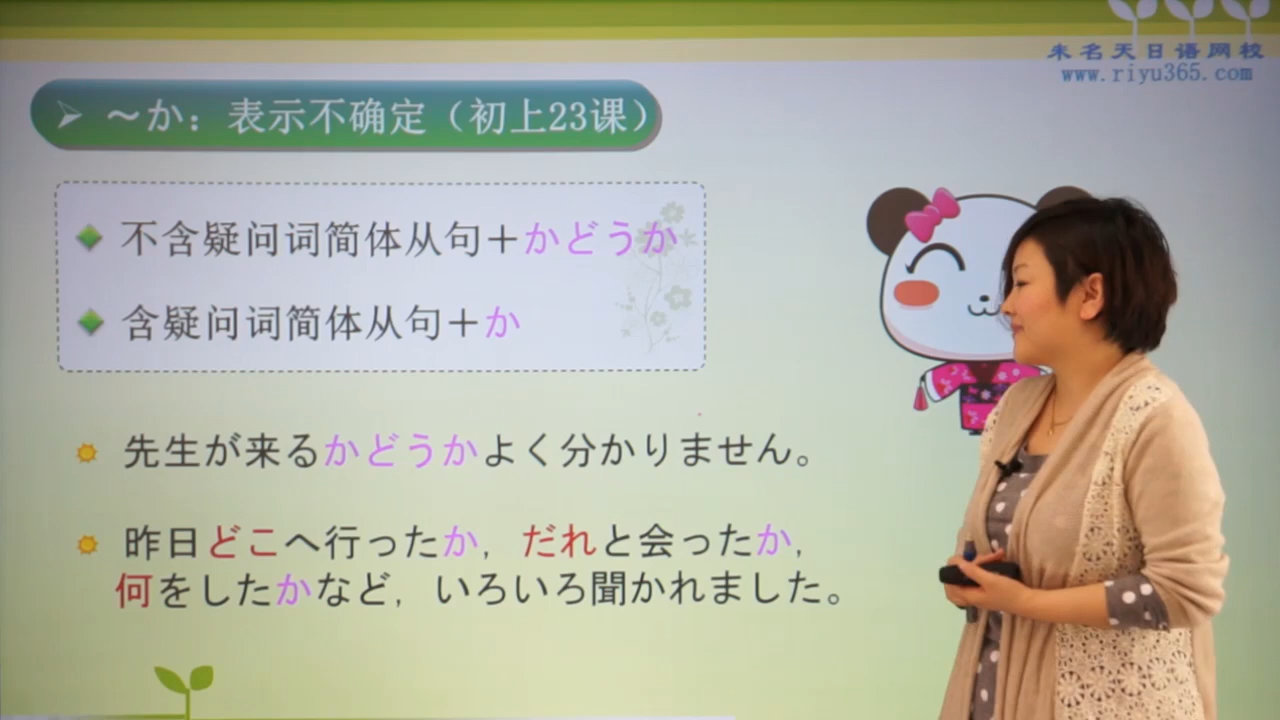 未名天日语网校
www.riyu365.com
～か：表示不确定（初上23课）
不含疑问词简体从句＋かどうか
含疑问词简体从句＋か
先生が来るかどうかよく分かりません。
昨日どこへ行ったか，だれと会ったか，
何をしたかなど，いろいろ聞かれました。